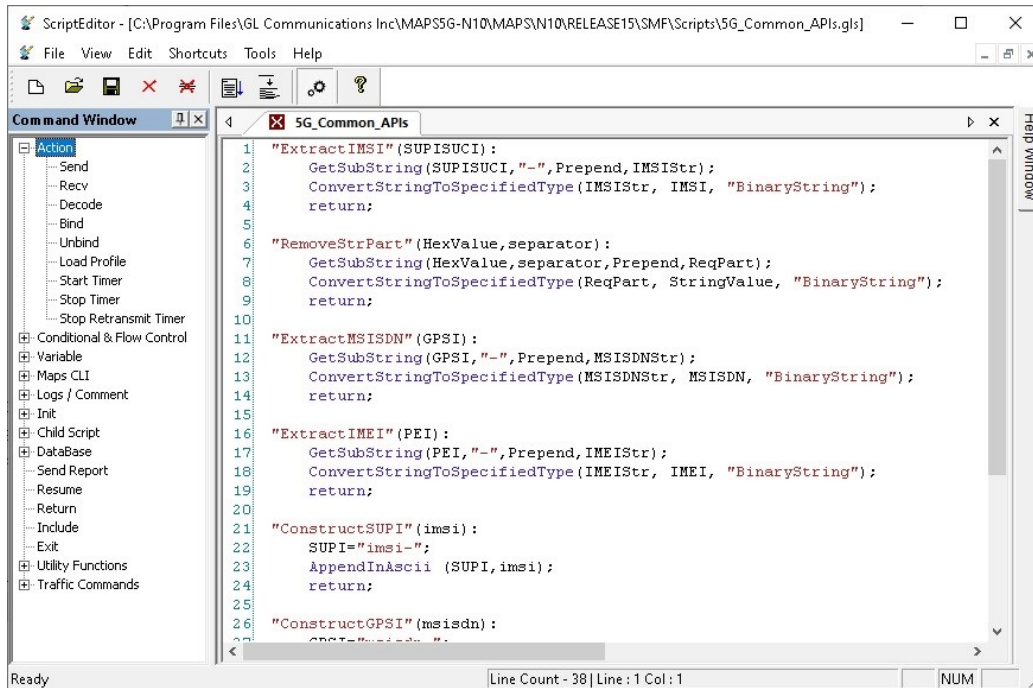 ScriptEditor - [C:\Program Files\GL Communications Inc\MAPS5G-N10\MAPS\N10\RELEASE15\SMF\Scripts\5G_Common_APIs.gls]
File View Edit Shortcuts Tools Help
Command Window
Action
Send
Recv
Decode
Bind
Unbind
Load Profile
Start Timer
Stop Timer
Stop Retransmit Timer
Conditional & Flow Control
Variable
Maps CLI
Logs / Comment
Init
Child Script
DataBase
Send Report
Resume
Return
Include
Exit
Utility Functions
Traffic Commands
5G_Common_APIs
1 "ExtractIMSI"(SUPISUCI):
2 GetSubString(SUPISUCI,"-",Prepend,IMSIStr);
3 ConvertStringToSpecifiedType(IMSIStr, IMSI, "BinaryString");
4 return;
5
6 "RemoveStrPart"(HexValue,separator):
7 GetSubString(HexValue,separator,Prepend,ReqPart);
8 ConvertStringToSpecifiedType(ReqPart, StringValue, "BinaryString");
9 return;
10
11 "ExtractMSISDN"(GPSI):
12 GetSubString(GPSI,"-",Prepend,MSISDNStr);
13 ConvertStringToSpecifiedType(MSISDNStr, MSISDN, "BinaryString");
14 return;
15
16 "ExtractIMEI"(PEI):
17 GetSubString(PEI,"-",Prepend,IMEIStr);
18 ConvertStringToSpecifiedType(IMEIStr, IMEI, "BinaryString");
19 return;
20
21 "ConstructSUPI"(imsi):
22 SUPI="imsi-";
23 AppendInAscii (SUPI,imsi);
24 return;
25
26 "ConstructGPSI"(msisdn):
Help Window
Ready
Line Count - 38 | Line : 1 Col : 1
NUM